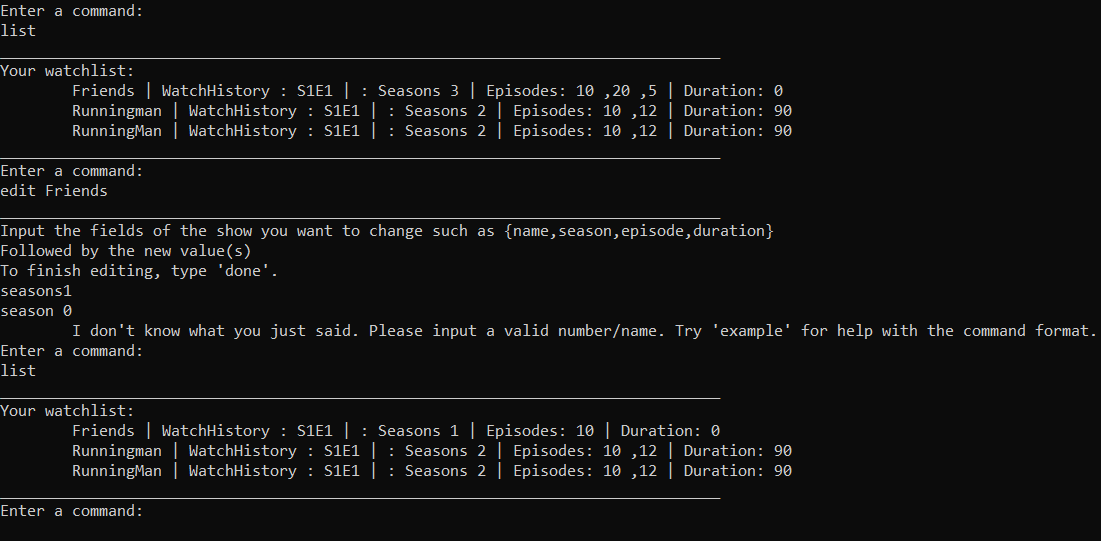 Enter a command:
list
________________________________________________________________________________
Your watchlist:
        Friends | WatchHistory : S1E1 | : Seasons 3 | Episodes: 10 ,20 ,5 | Duration: 0
        Runningman | WatchHistory : S1E1 | : Seasons 2 | Episodes: 10 ,12 | Duration: 90
        RunningMan | WatchHistory : S1E1 | : Seasons 2 | Episodes: 10 ,12 | Duration: 90
________________________________________________________________________________
Enter a command:
edit Friends
________________________________________________________________________________
Input the fields of the show you want to change such as {name,season,episode,duration}
Followed by the new value(s)
To finish editing, type 'done'.
seasons1
season 0
        I don't know what you just said. Please input a valid number/name. Try 'example' for help with the command format.
Enter a command:
list
________________________________________________________________________________
Your watchlist:
        Friends | WatchHistory : S1E1 | : Seasons 1 | Episodes: 10 | Duration: 0
        Runningman | WatchHistory : S1E1 | : Seasons 2 | Episodes: 10 ,12 | Duration: 90
        RunningMan | WatchHistory : S1E1 | : Seasons 2 | Episodes: 10 ,12 | Duration: 90
________________________________________________________________________________
Enter a command: